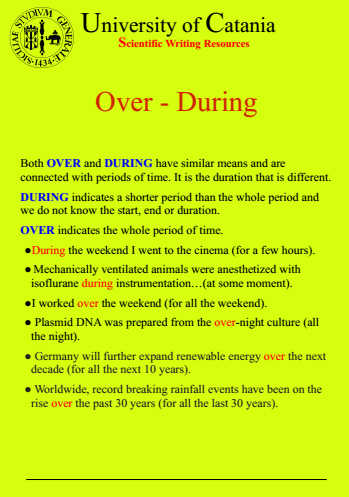 SICULAE STVDIVM GENERALE 1434
University of Catania
Scientific Writing Resources
Over - During
Both OVER and DURING have similar means and are
connected with periods of time. It is the duration that is different.
DURING indicates a shorter period than the whole period and
we do not know the start, end or duration.
OVER indicates the whole period of time.
●During the weekend I went to the cinema (for a few hours).
● Mechanically ventilated animals were anesthetized with
isoflurane during instrumentation…(at some moment).
●I worked over the weekend (for all the weekend).
● Plasmid DNA was prepared from the over-night culture (all
the night).
● Germany will further expand renewable energy over the next
decade (for all the next 10 years).
● Worldwide, record breaking rainfall events have been on the
rise over the past 30 years (for all the last 30 years).